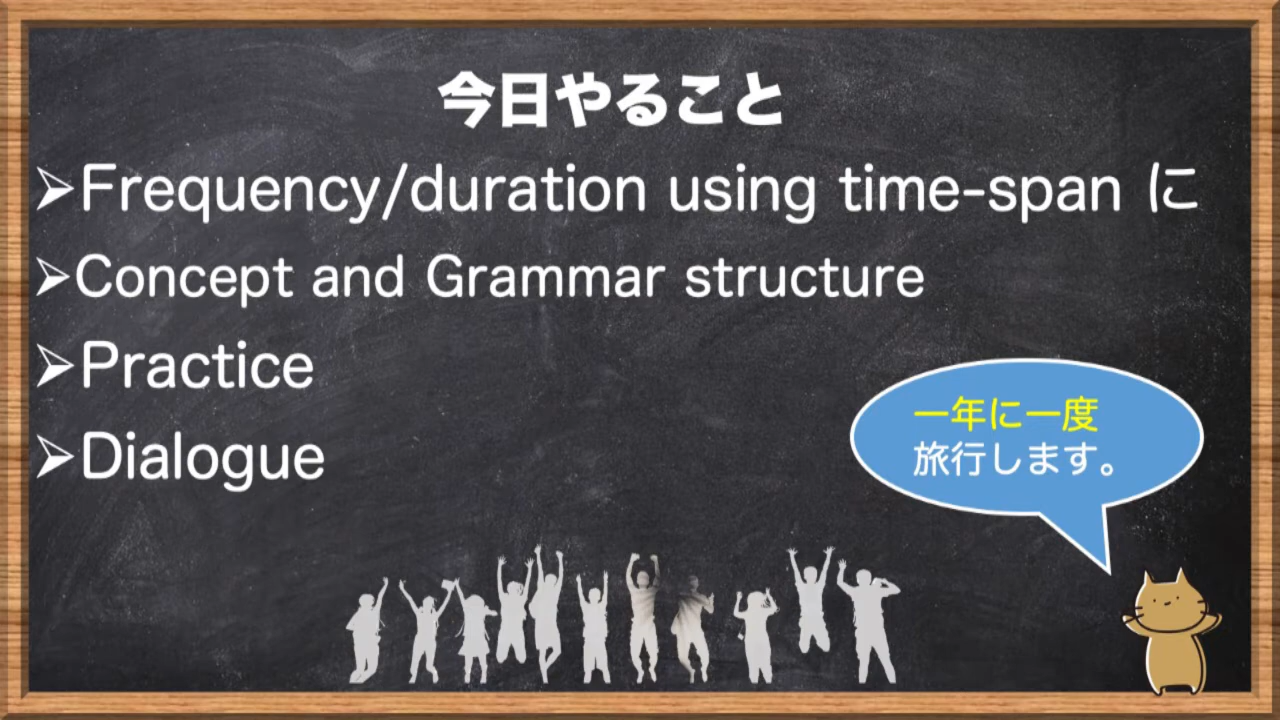 今日やること
➢Frequency/duration using time-span に
➢Concept and Grammar structure
➢Practice
➢Dialogue
一年に一度
旅行します。